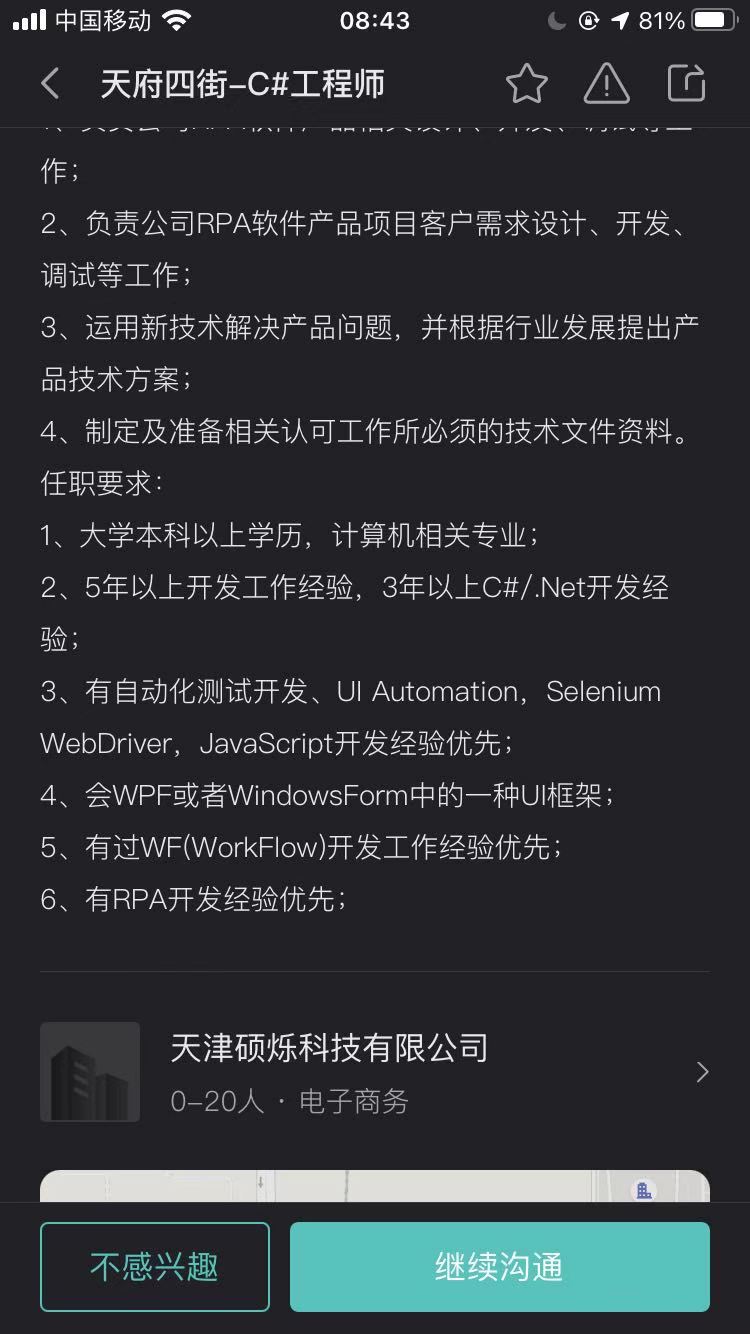 中国移动
08:43
81%
天府四街-C#工程师
作；
2、负责公司RPA软件产品项目客户需求设计、开发、
调试等工作；
3、运用新技术解决产品问题，并根据行业发展提出产
品技术方案；
4、制定及准备相关认可工作所必须的技术文件资料。
任职要求：
1、大学本科以上学历，计算机相关专业；
2、5年以上开发工作经验，3年以上C#/.Net开发经
验；
3、有自动化测试开发、UI Automation，Selenium
WebDriver，JavaScript开发经验优先；
4、会WPF或者WindowsForm中的一种UI框架；
5、有过WF(WorkFlow)开发工作经验优先；
6、有RPA开发经验优先；
天津硕烁科技有限公司
0-20人 · 电子商务
不感兴趣
继续沟通